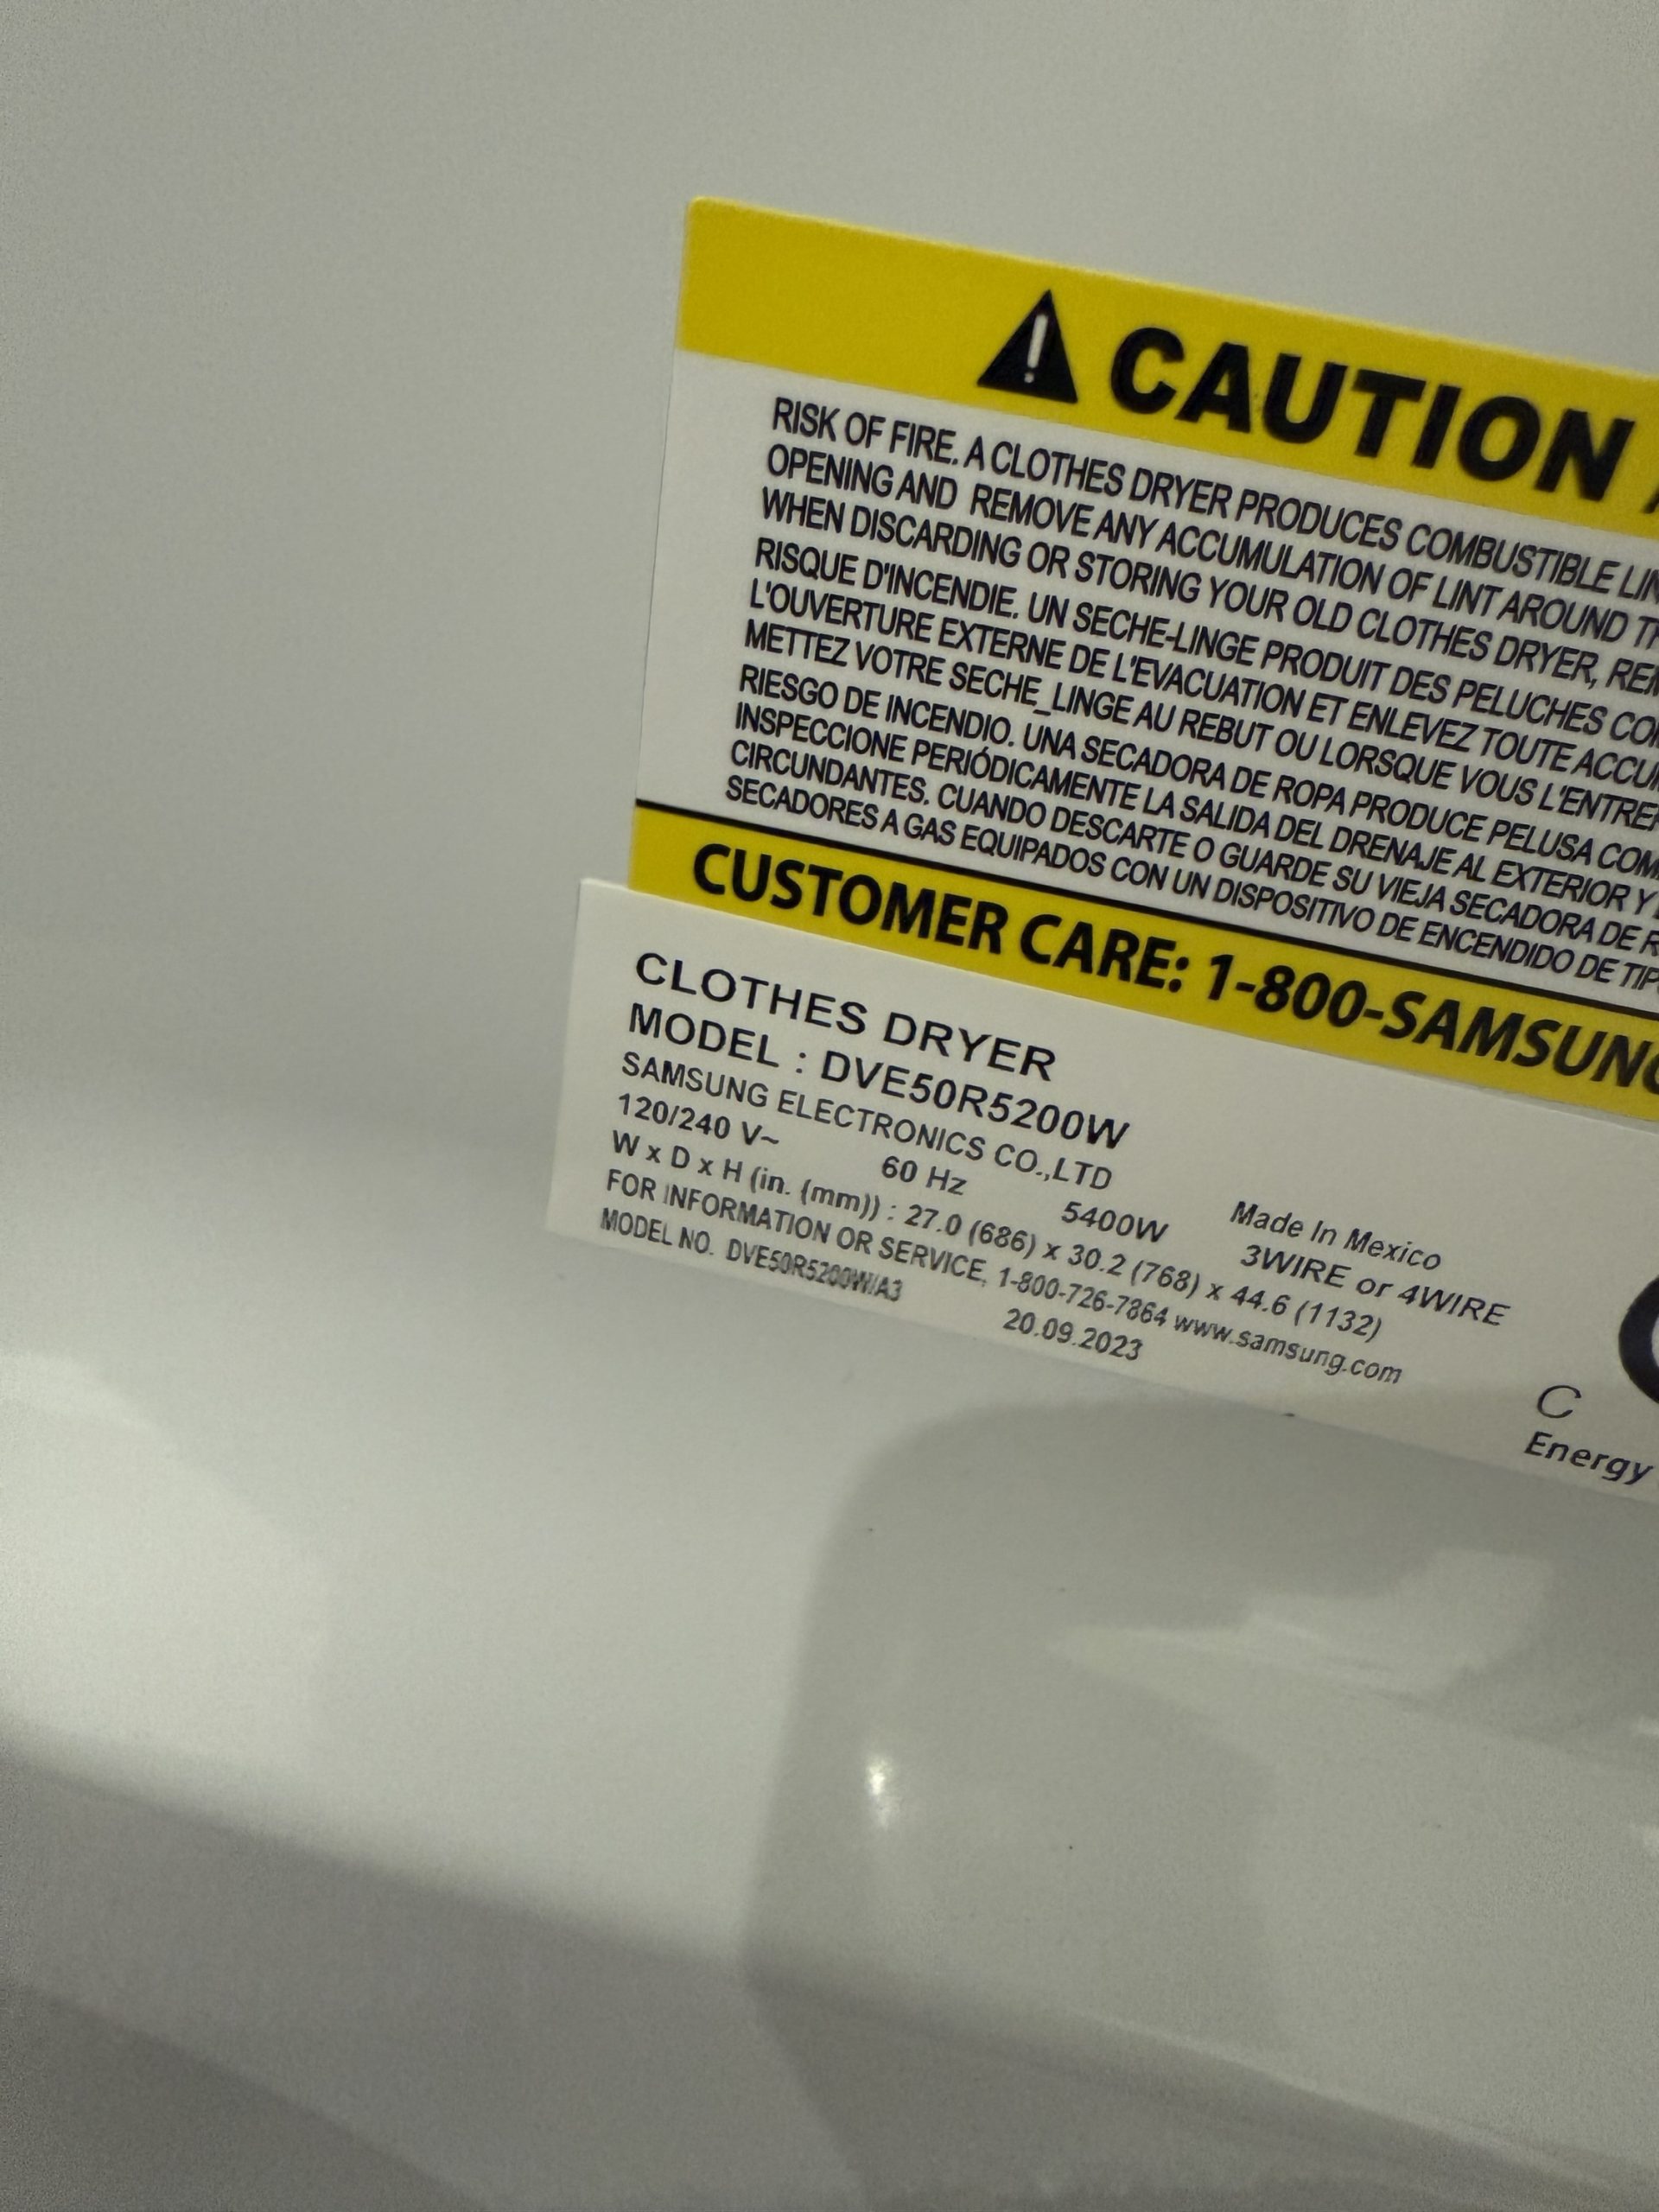 CAUTION
RISK OF FIRE. A CLOTHES DRYER PRODUCES COMBUSTIBLE
OPENING AND REMOVE ANY ACCUMULATION OF LINT AROUND
WHEN DISCARDING OR STORING YOUR OLD CLOTHES DRYER,
RISQUE D'INCENDIE. UN SECHE-LINGE PRODUIT DES PELUCHES
L'OUVERTURE EXTERNE DE L'EVACUATION ET ENLEVEZ TOUTE
METTEZ VOTRE SECHE_LINGE AU REBUT OU LORSQUE VOUS
RIESGO DE INCENDIO. UNA SECADORA DE ROPA PRODUCE PELUSA
INSPECCIONE PERIÓDICAMENTE LA SALIDA DEL DRENAJE AL EXTERIOR Y
CIRCUNDANTES. CUANDO DESCARTE O GUARDE SU VIEJA SECADORA DE
SECADORES A GAS EQUIPADOS CON UN DISPOSITIVO DE ENCENDIDO DE
CUSTOMER CARE: 1-800-SAMSUNG
CLOTHES DRYER
MODEL : DVE50R5200W
SAMSUNG ELECTRONICS CO.,LTD Made In Mexico
120/240 V~ 60 Hz 5400W 3WIRE or 4WIRE
W x D x H (in. (mm)) : 27.0 (686) x 30.2 (768) x 44.6 (1132)
FOR INFORMATION OR SERVICE, 1-800-726-7864 www.samsung.com
MODEL NO. DVE50R5200W/A3 20.09.2023
C
Energy